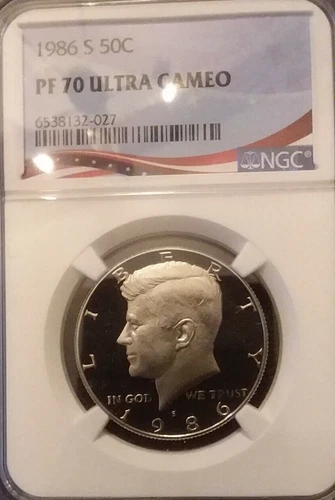 1986 S 50C
PF 70 ULTRA CAMEO
6538132-027
NGC®
LIBERTY
IN GOD WE TRUST
S
1986